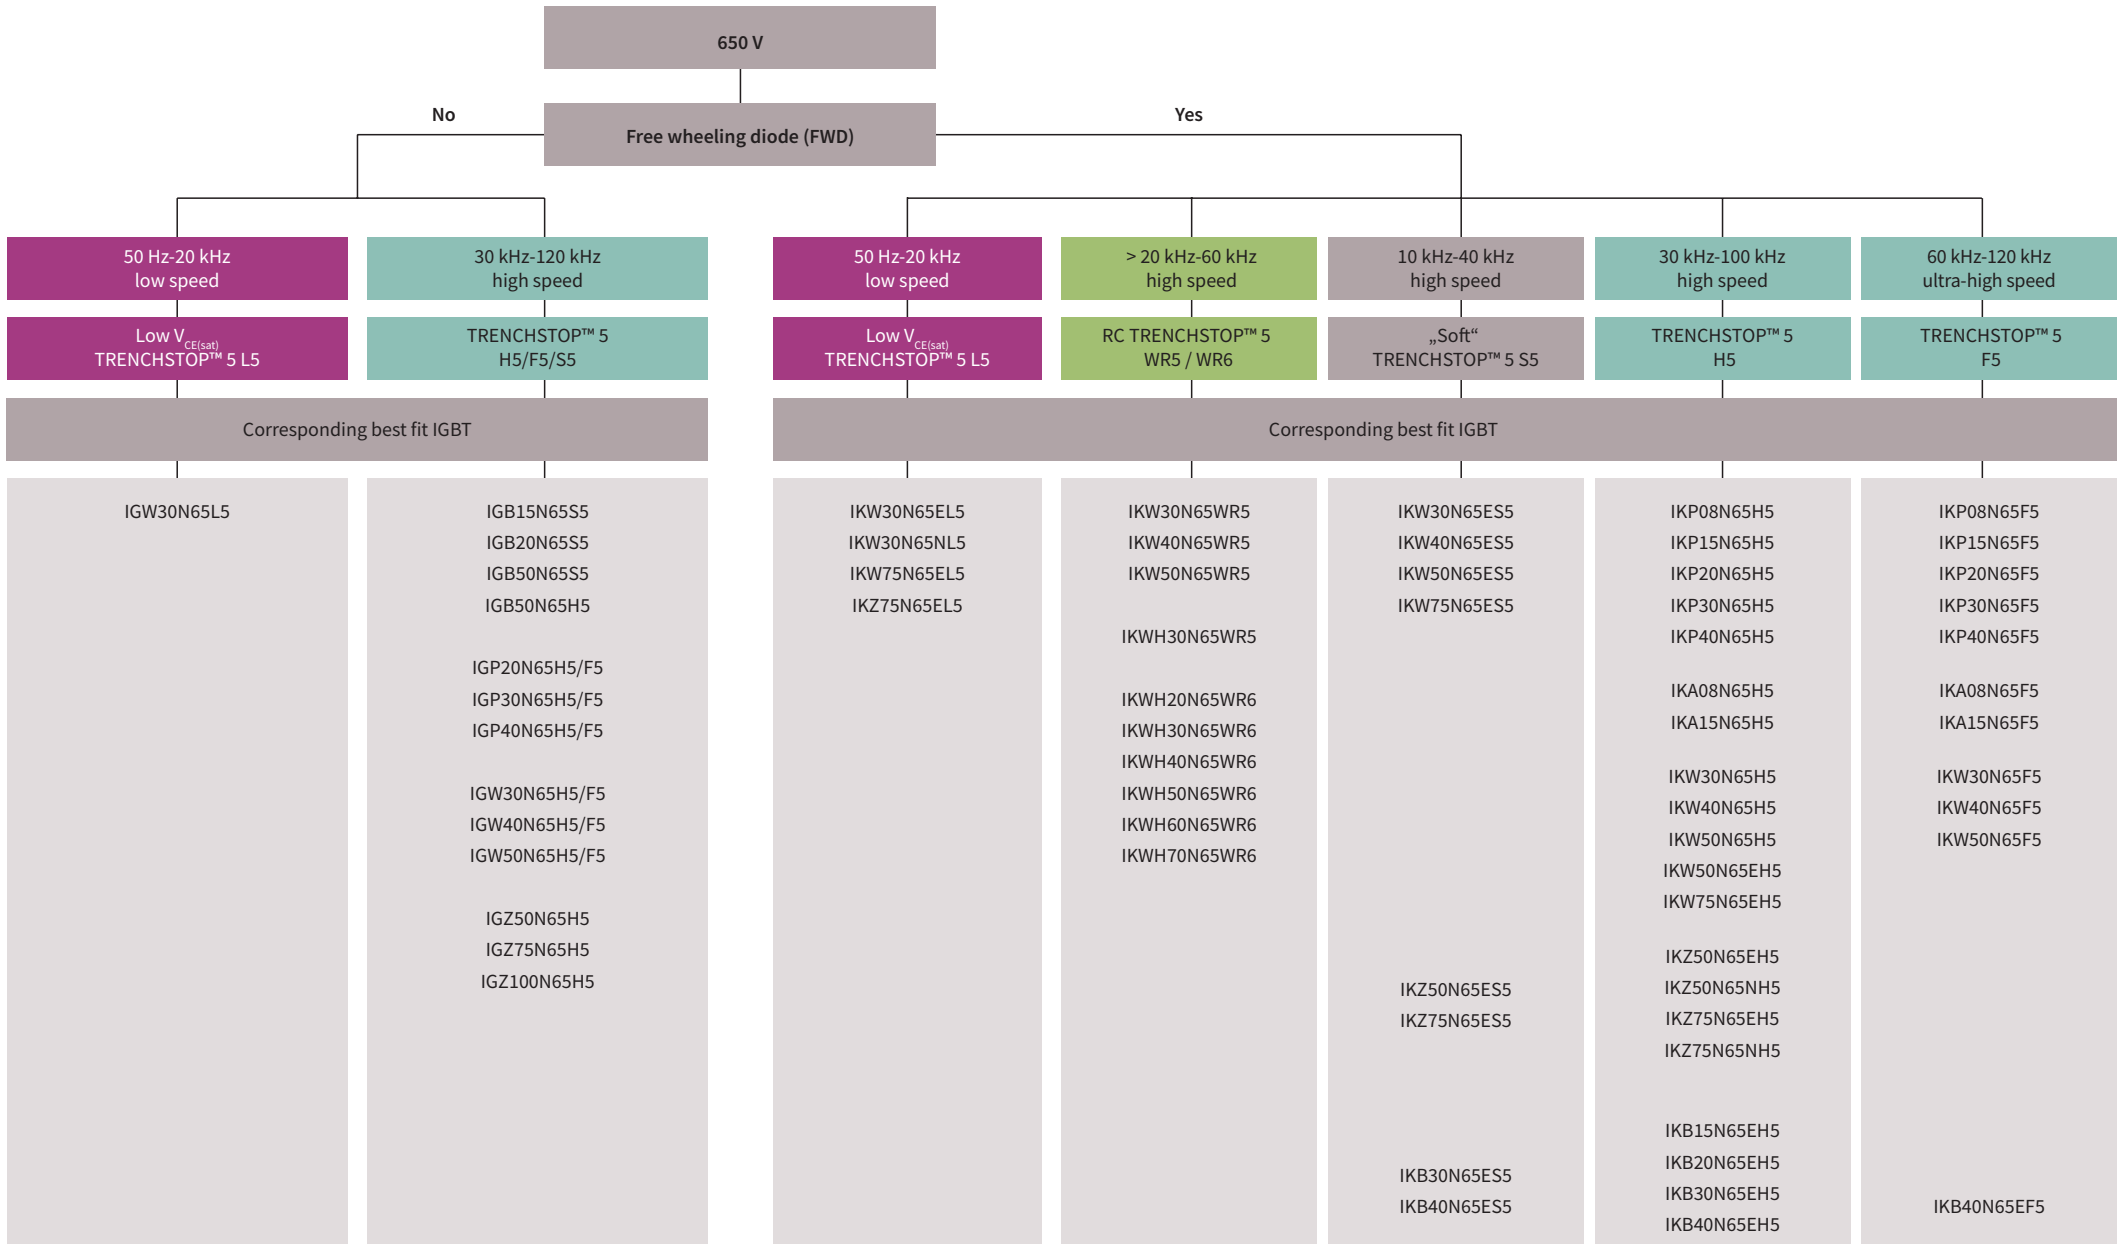 650 V
No
Yes
Free wheeling diode (FWD)
50 Hz-20 kHz
low speed
Low VCE(sat)
TRENCHSTOP™ 5 L5
30 kHz-120 kHz
high speed
TRENCHSTOP™ 5
H5/F5/S5
Corresponding best fit IGBT
IGW30N65L5
IGB15N65S5
IGB20N65S5
IGB50N65S5
IGB50N65H5
IGP20N65H5/F5
IGP30N65H5/F5
IGP40N65H5/F5
IGW30N65H5/F5
IGW40N65H5/F5
IGW50N65H5/F5
IGZ50N65H5
IGZ75N65H5
IGZ100N65H5
50 Hz-20 kHz
low speed
Low VCE(sat)
TRENCHSTOP™ 5 L5
> 20 kHz-60 kHz
high speed
RC TRENCHSTOP™ 5
WR5 / WR6
10 kHz-40 kHz
high speed
„Soft“
TRENCHSTOP™ 5 S5
30 kHz-100 kHz
high speed
TRENCHSTOP™ 5
H5
60 kHz-120 kHz
ultra-high speed
TRENCHSTOP™ 5
F5
Corresponding best fit IGBT
IKW30N65EL5
IKW30N65NL5
IKW75N65EL5
IKZ75N65EL5
IKW30N65WR5
IKW40N65WR5
IKW50N65WR5
IKWH30N65WR5
IKWH20N65WR6
IKWH30N65WR6
IKWH40N65WR6
IKWH50N65WR6
IKWH60N65WR6
IKWH70N65WR6
IKW30N65ES5
IKW40N65ES5
IKW50N65ES5
IKW75N65ES5
IKZ50N65ES5
IKZ75N65ES5
IKB30N65ES5
IKB40N65ES5
IKP08N65H5
IKP15N65H5
IKP20N65H5
IKP30N65H5
IKP40N65H5
IKA08N65H5
IKA15N65H5
IKW30N65H5
IKW40N65H5
IKW50N65H5
IKW50N65EH5
IKW75N65EH5
IKZ50N65EH5
IKZ50N65NH5
IKZ75N65EH5
IKZ75N65NH5
IKB15N65EH5
IKB20N65EH5
IKB30N65EH5
IKB40N65EH5
IKP08N65F5
IKP15N65F5
IKP20N65F5
IKP30N65F5
IKP40N65F5
IKA08N65F5
IKA15N65F5
IKW30N65F5
IKW40N65F5
IKW50N65F5
IKB40N65EF5